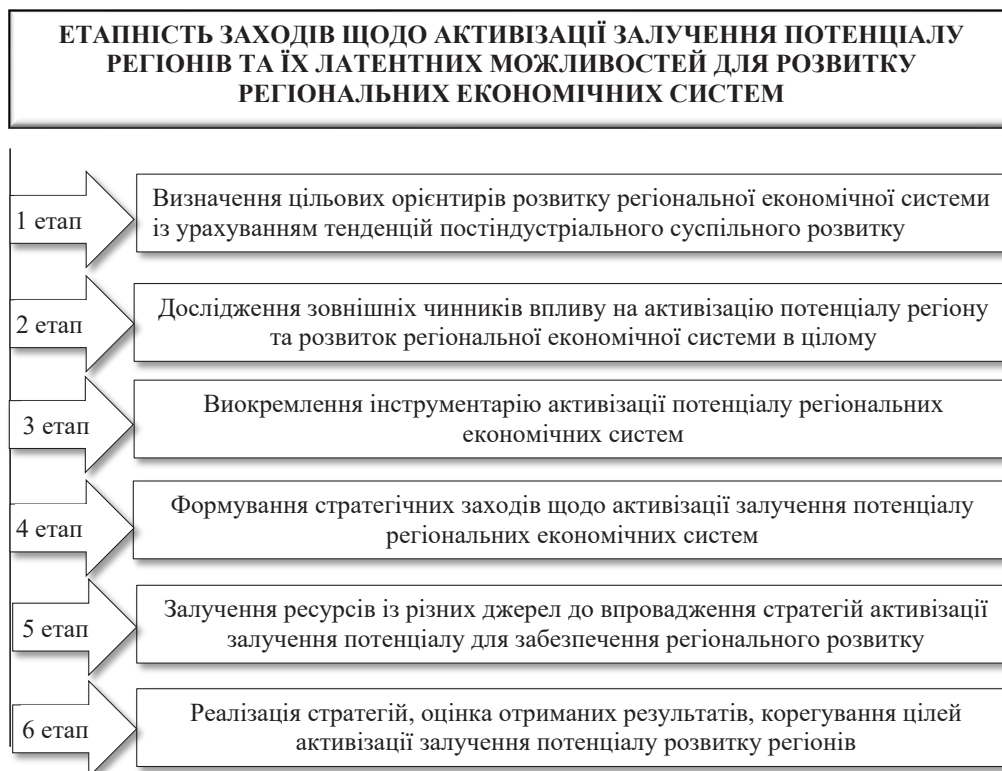 ЕТАПНІСТЬ ЗАХОДІВ ЩОДО АКТИВІЗАЦІЇ ЗАЛУЧЕННЯ ПОТЕНЦІАЛУ
РЕГІОНІВ ТА ЇХ ЛАТЕНТНИХ МОЖЛИВОСТЕЙ ДЛЯ РОЗВИТКУ
РЕГІОНАЛЬНИХ ЕКОНОМІЧНИХ СИСТЕМ
1 етап
Визначення цільових орієнтирів розвитку регіональної економічної системи
із урахуванням тенденцій постіндустріального суспільного розвитку
2 етап
Дослідження зовнішніх чинників впливу на активізацію потенціалу регіону
та розвиток регіональної економічної системи в цілому
3 етап
Виокремлення інструментарію активізації потенціалу регіональних
економічних систем
4 етап
Формування стратегічних заходів щодо активізації залучення потенціалу
регіональних економічних систем
5 етап
Залучення ресурсів із різних джерел до впровадження стратегій активізації
залучення потенціалу для забезпечення регіонального розвитку
6 етап
Реалізація стратегій, оцінка отриманих результатів, корегування цілей
активізації залучення потенціалу розвитку регіонів